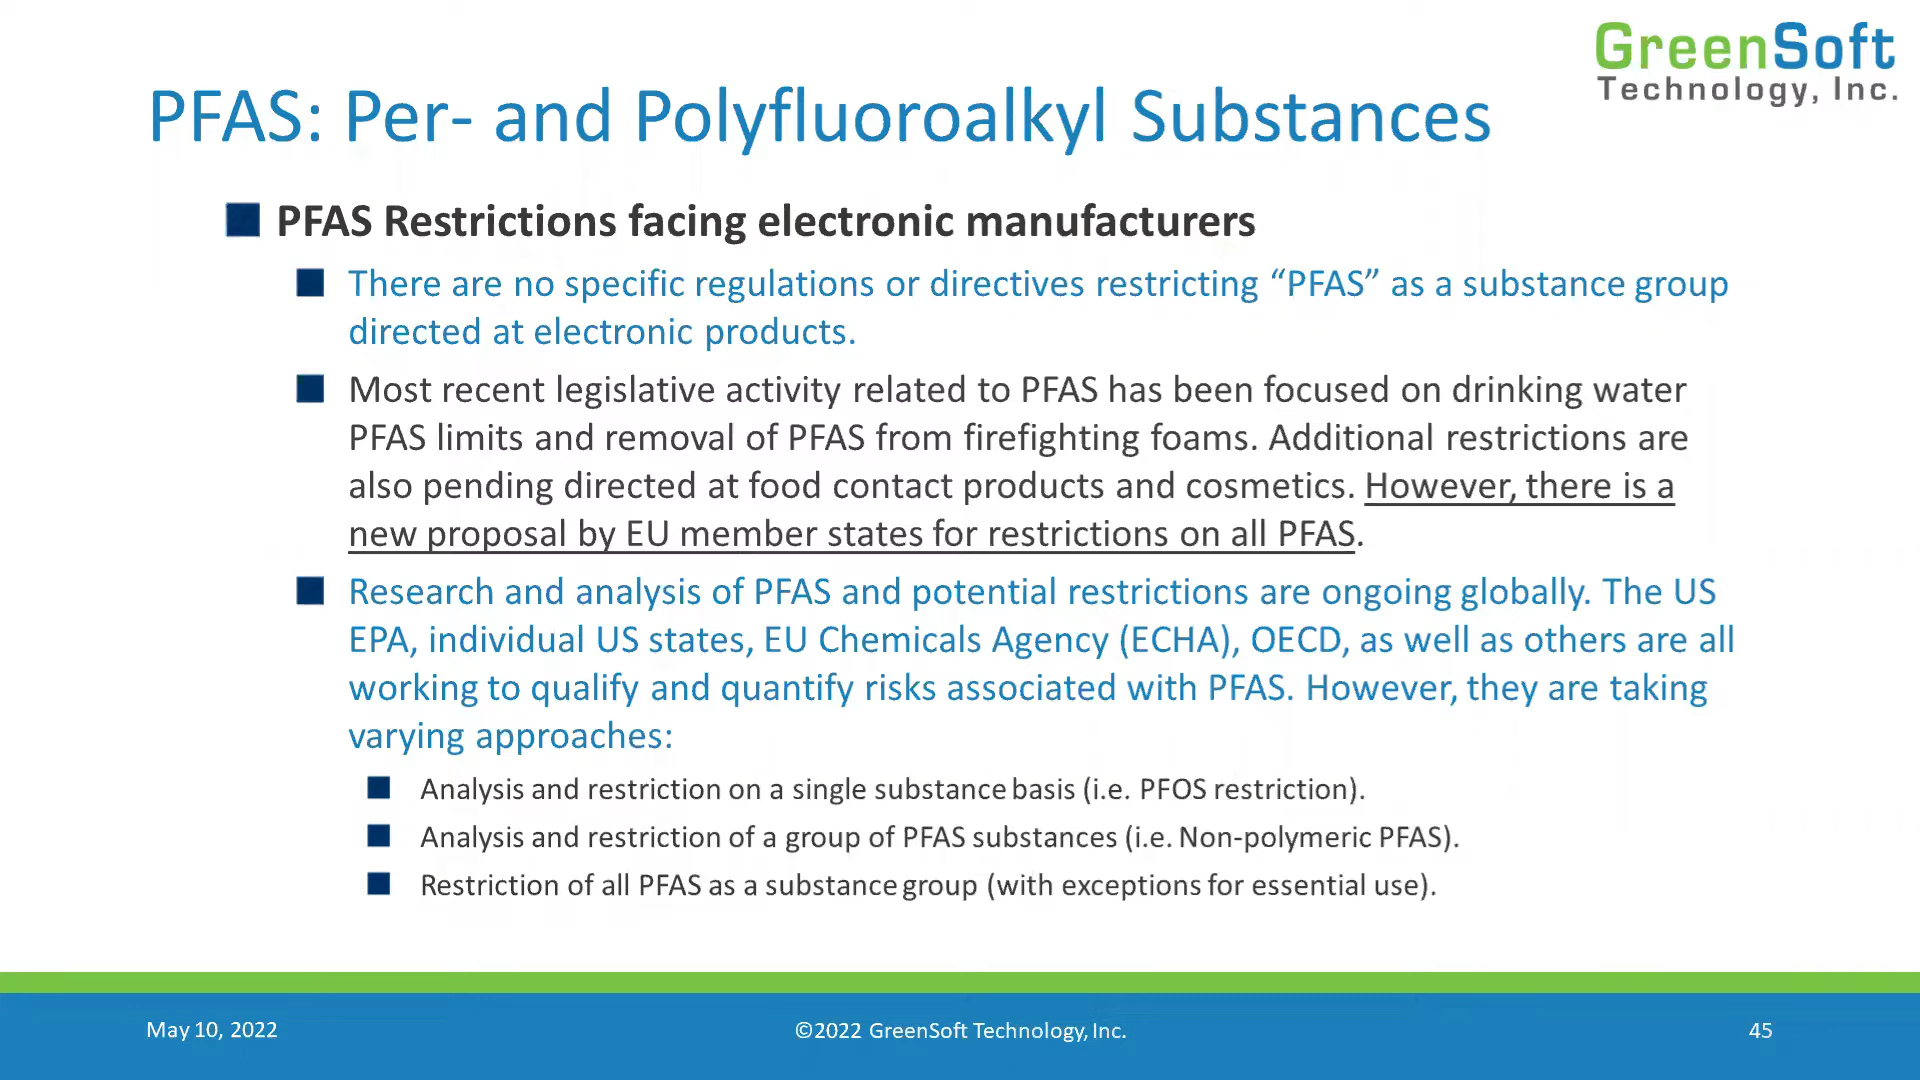 GreenSoft
Technology, Inc.
PFAS: Per- and Polyfluoroalkyl Substances
PFAS Restrictions facing electronic manufacturers
There are no specific regulations or directives restricting “PFAS” as a substance group
directed at electronic products.
Most recent legislative activity related to PFAS has been focused on drinking water
PFAS limits and removal of PFAS from firefighting foams. Additional restrictions are
also pending directed at food contact products and cosmetics. However, there is a
new proposal by EU member states for restrictions on all PFAS.
Research and analysis of PFAS and potential restrictions are ongoing globally. The US
EPA, individual US states, EU Chemicals Agency (ECHA), OECD, as well as others are all
working to qualify and quantify risks associated with PFAS. However, they are taking
varying approaches:
Analysis and restriction on a single substance basis (i.e. PFOS restriction).
Analysis and restriction of a group of PFAS substances (i.e. Non-polymeric PFAS).
Restriction of all PFAS as a substance group (with exceptions for essential use).
May 10, 2022
©2022 GreenSoft Technology, Inc.
45